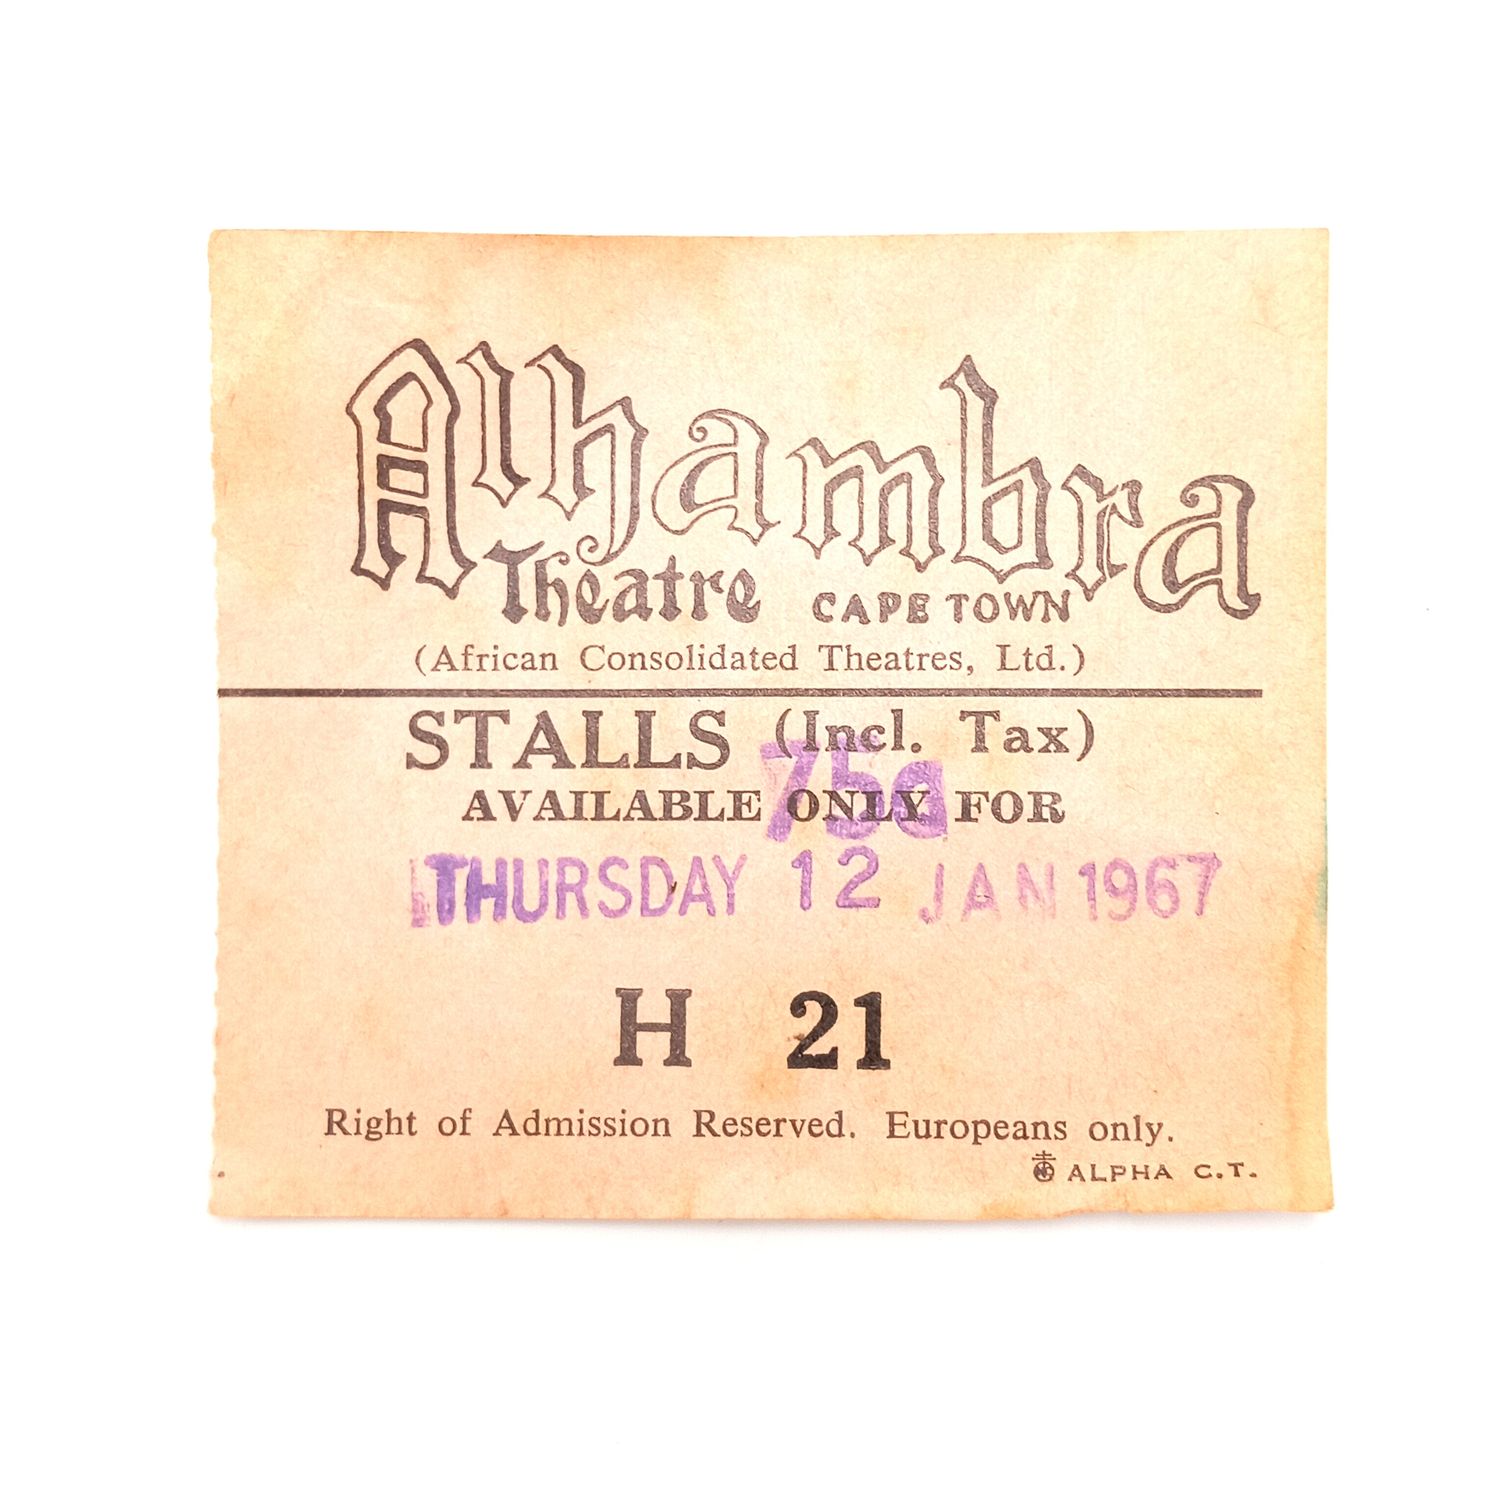 Alhambra
Theatre CAPE TOWN
(African Consolidated Theatres, Ltd.)
STALLS (Incl. Tax)
75c
AVAILABLE ONLY FOR
THURSDAY 12 JAN 1967
H 21
Right of Admission Reserved. Europeans only.
ALPHA C.T.